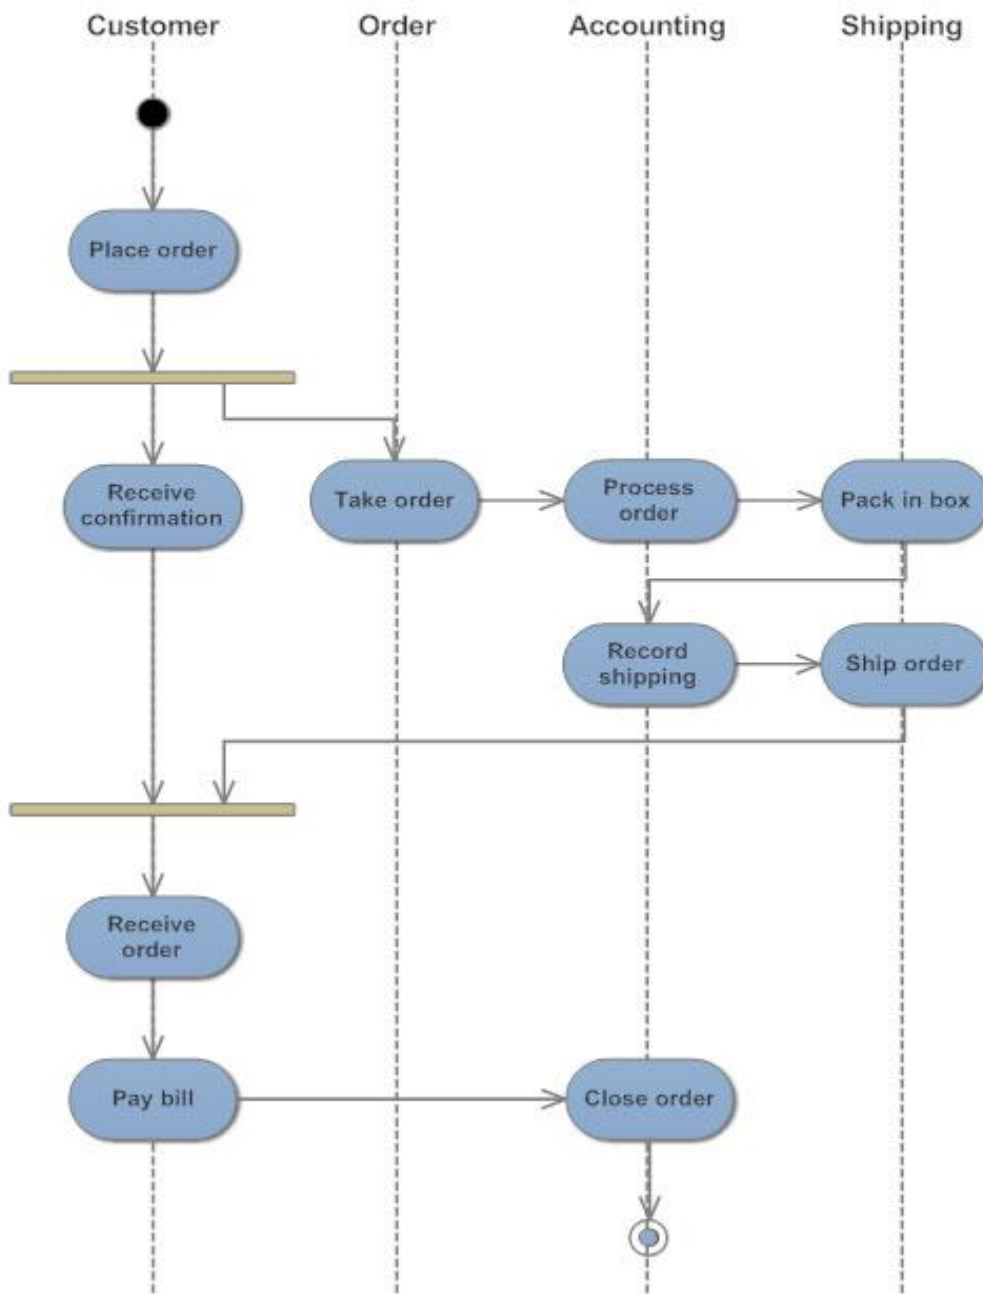 Customer
Order
Accounting
Shipping
Place order
Receive
confirmation
Take order
Process
order
Pack in box
Record
shipping
Ship order
Receive
order
Pay bill
Close order